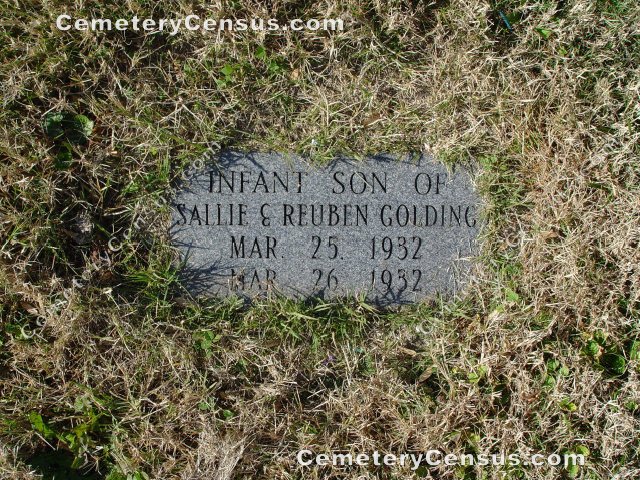 CemeteryCensus.com
INFANT SON OF
SALLIE & REUBEN GOLDING
MAR. 25. 1932
MAR 26 1932
CemeteryCensus.com